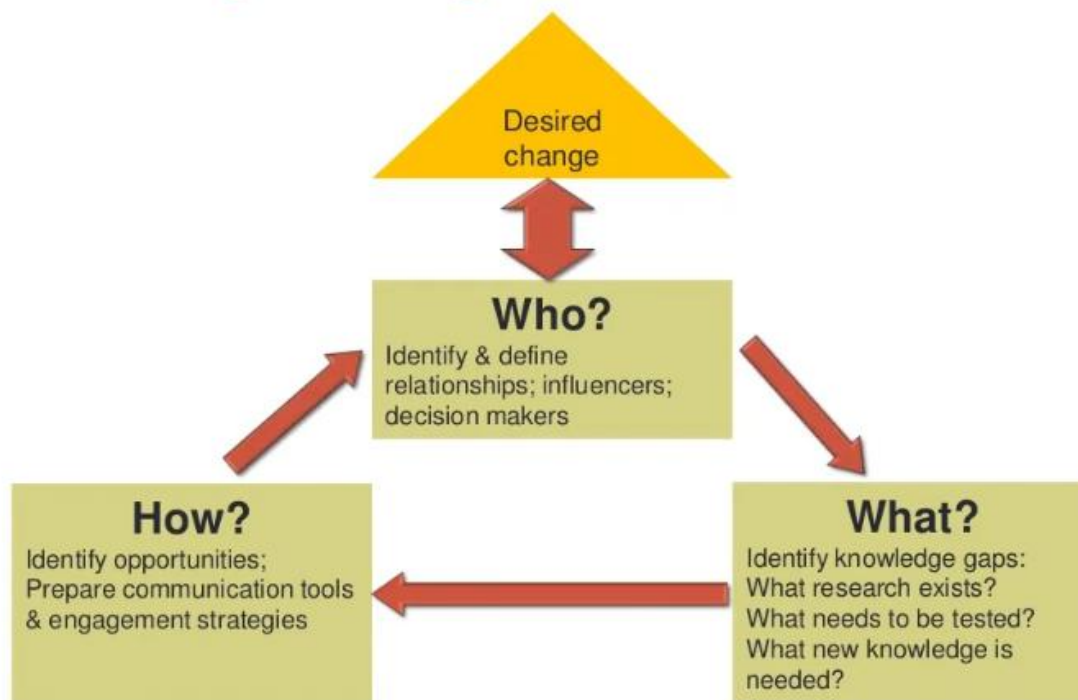 Desired
change
Who?
Identify & define
relationships; influencers;
decision makers
How?
Identify opportunities;
Prepare communication tools
& engagement strategies
What?
Identify knowledge gaps:
What research exists?
What needs to be tested?
What new knowledge is
needed?